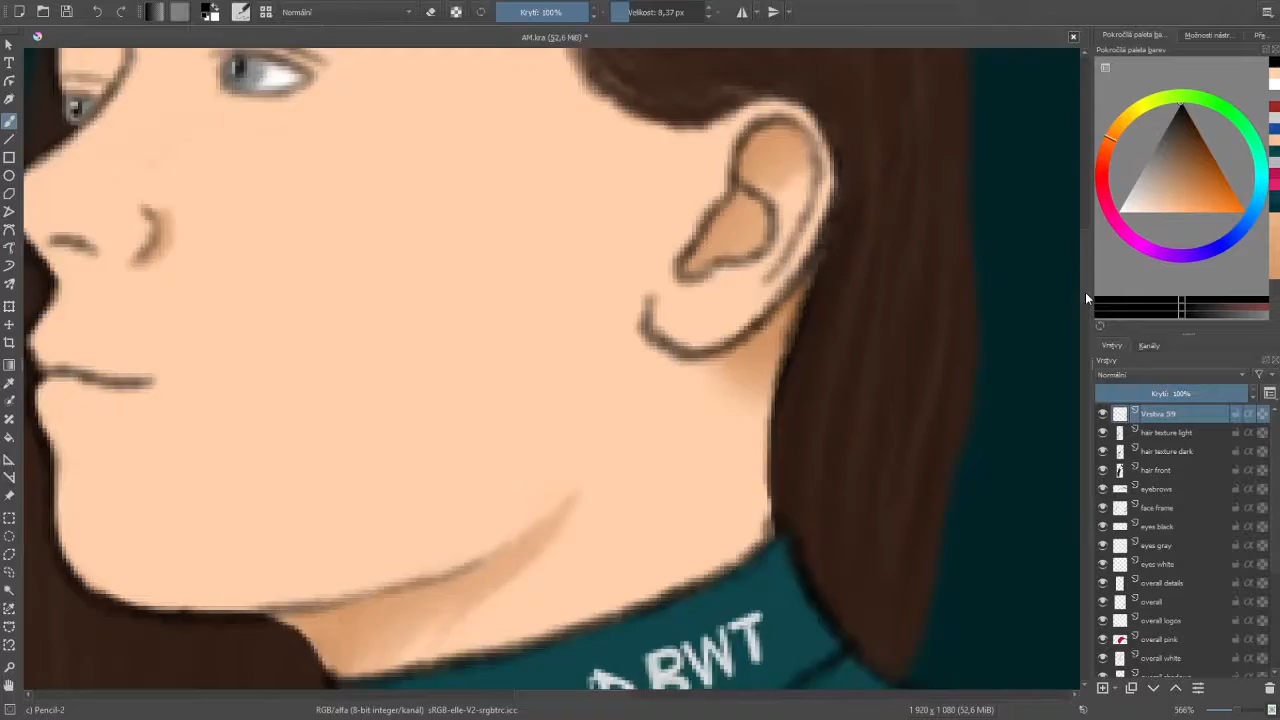 Normální
Krytí: 100%
Velikost: 8,37 px
AM.kra (52,6 MiB) *
Pokročilá paleta ba...
Možnosti nástr...
Pře...
Pokročilá paleta barev
Vrstvy
Kanály
Vrstvy
Normální
Krytí: 100%
Vrstva 59
hair texture light
hair texture dark
hair front
eyebrows
face frame
eyes black
eyes gray
eyes white
overall details
overall
overall logos
overall pink
overall white
BWT
c) Pencil-2
RGB/alfa (8-bit integer/kanál) sRGB-elle-V2-srgbtrc.icc
1 920 x 1 080 (52,6 MiB)
566%